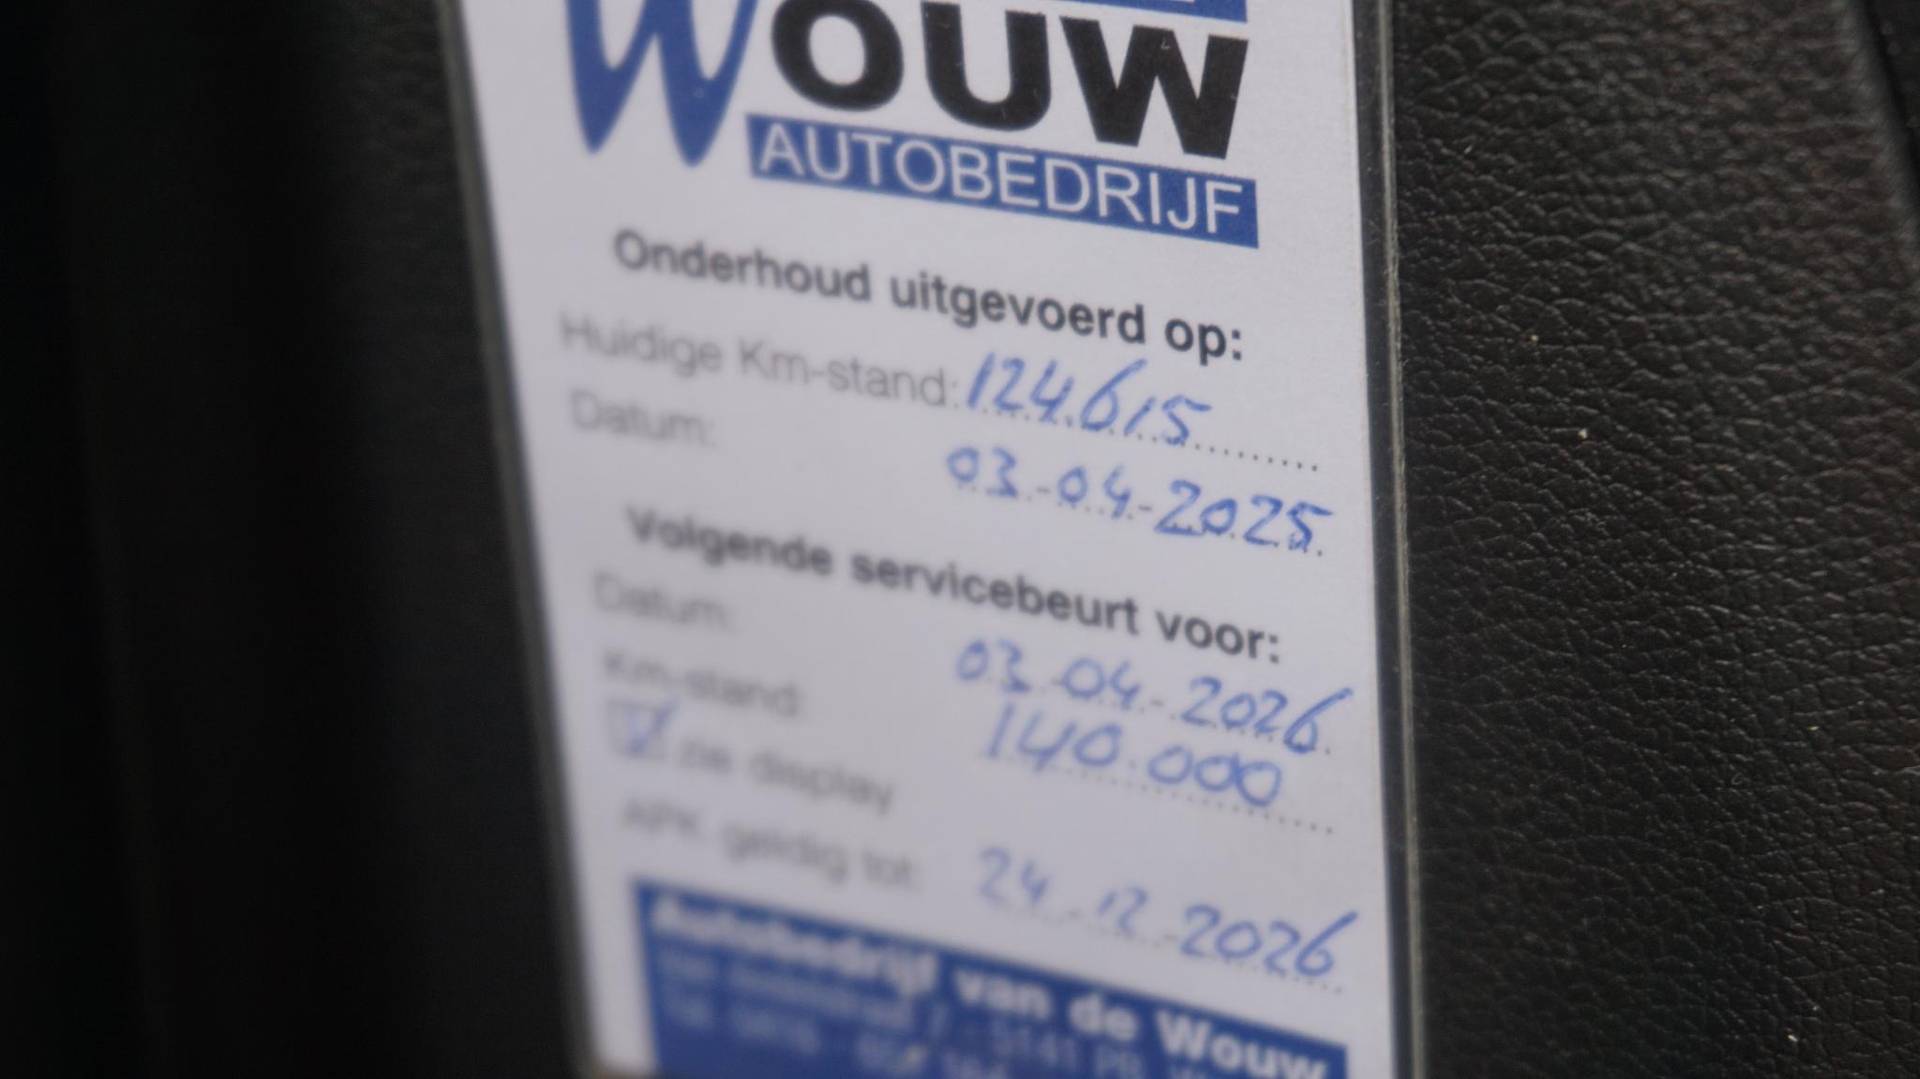 WOUW
AUTOBEDRIJF
Onderhoud uitgevoerd op:
Huidige Km-stand: 124.615
Datum: 03-04-2025
Volgende servicebeurt voor:
Datum: 03-04-2026
Km-stand: 140.000
zie display
APK geldig tot: 24-12-2026
Autobedrijf van de Wouw